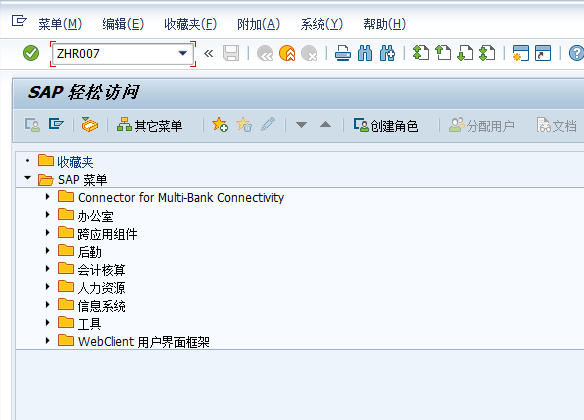 菜单(M) 编辑(E) 收藏夹(F) 附加(A) 系统(Y) 帮助(H)
ZHR007
SAP 轻松访问
其它菜单 创建角色 分配用户 文档
收藏夹
SAP 菜单
Connector for Multi-Bank Connectivity
办公室
跨应用组件
后勤
会计核算
人力资源
信息系统
工具
WebClient 用户界面框架